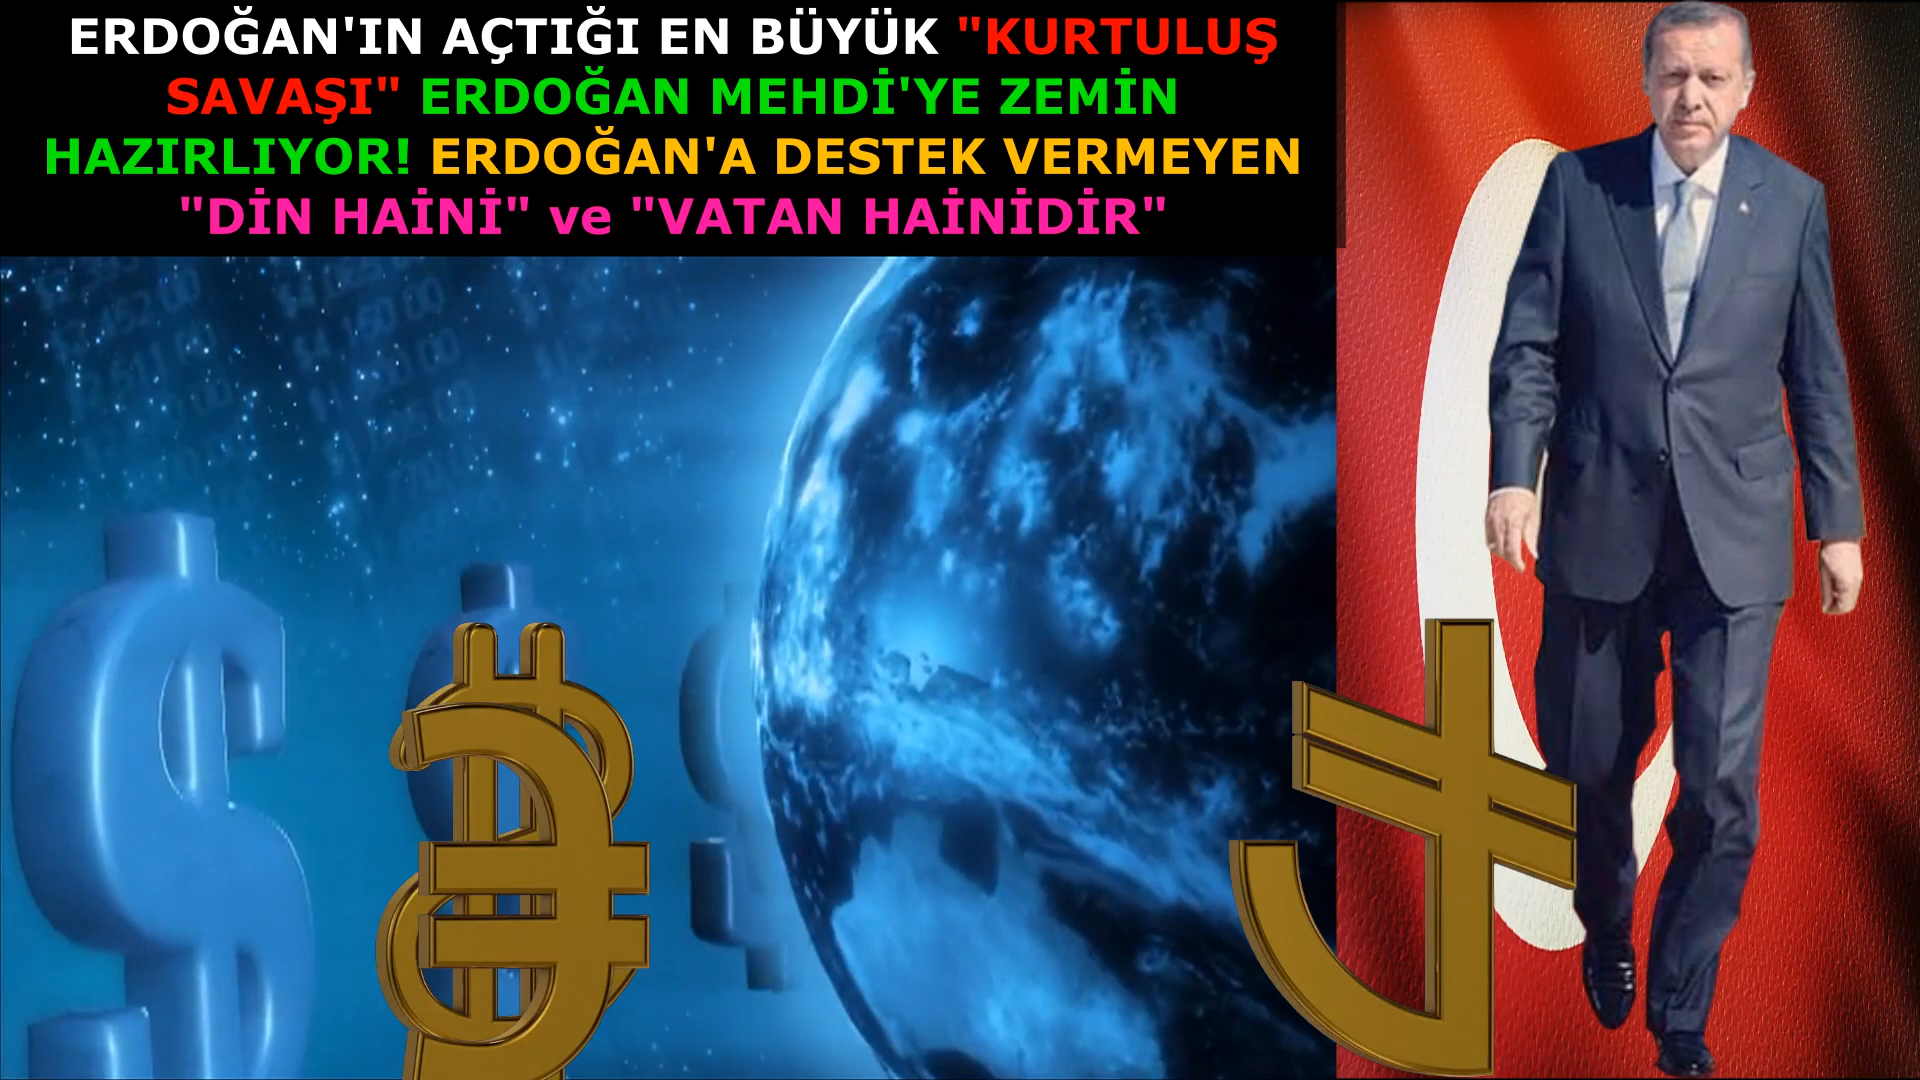 ERDOĞAN'IN AÇTIĞI EN BÜYÜK "KURTULUŞ
SAVAŞI" ERDOĞAN MEHDİ'YE ZEMİN
HAZIRLIYOR! ERDOĞAN'A DESTEK VERMEYEN
"DİN HAİNİ" ve "VATAN HAİNİDİR"